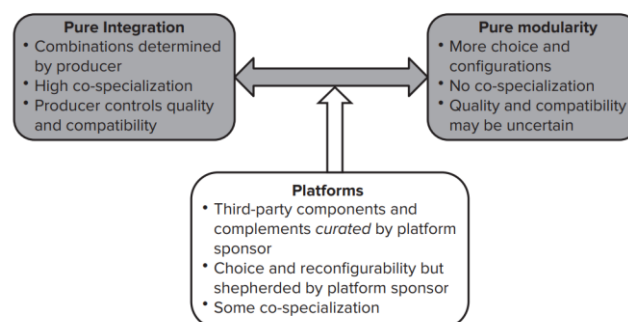 Pure Integration
• Combinations determined
by producer
• High co-specialization
• Producer controls quality
and compatibility
Pure modularity
• More choice and
configurations
• No co-specialization
• Quality and compatibility
may be uncertain
Platforms
• Third-party components and
complements curated by platform
sponsor
• Choice and reconfigurability but
shepherded by platform sponsor
• Some co-specialization